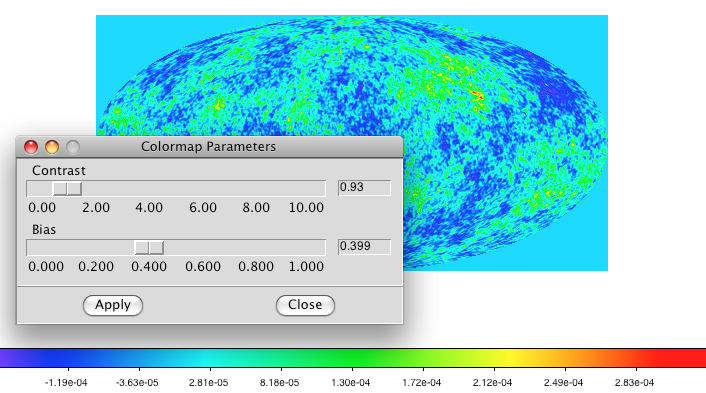 Colormap Parameters
Contrast
0.93
0.00 2.00 4.00 6.00 8.00 10.00
Bias
0.399
0.000 0.200 0.400 0.600 0.800 1.000
Apply Close
-1.19e-04 -3.63e-05 2.81e-05 8.18e-05 1.30e-04 1.72e-04 2.12e-04 2.49e-04 2.83e-04